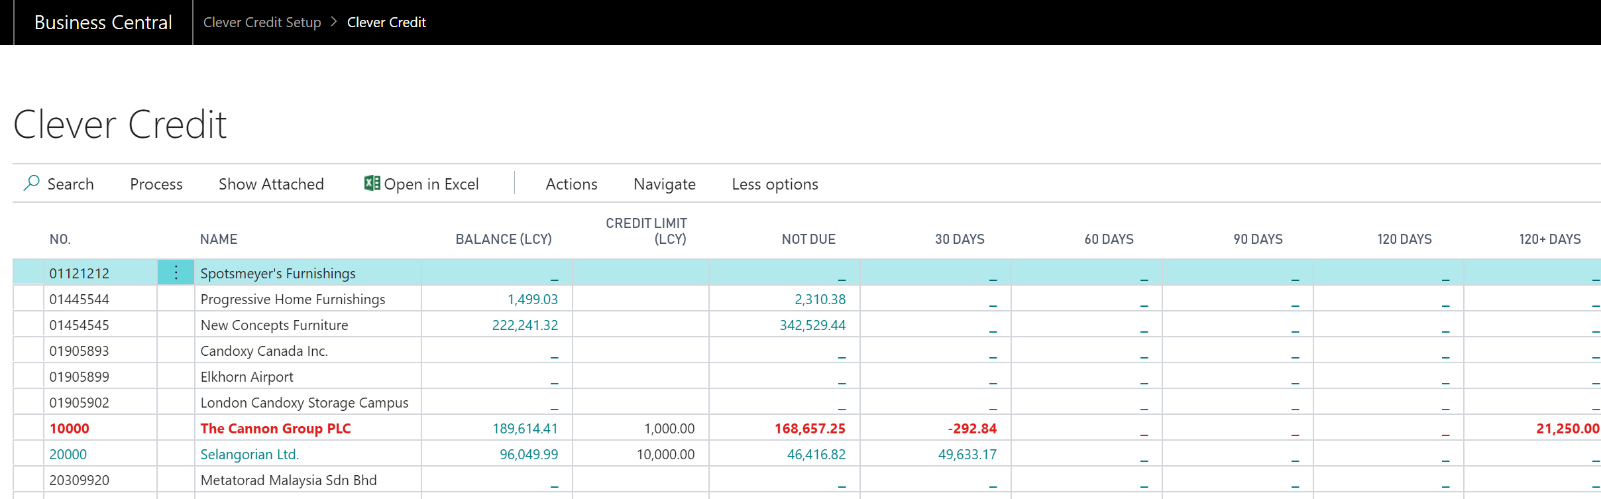 Business Central Clever Credit Setup > Clever Credit
Clever Credit
Search Process Show Attached Open in Excel Actions Navigate Less options
NO. NAME BALANCE (LCY) CREDIT LIMIT (LCY) NOT DUE 30 DAYS 60 DAYS 90 DAYS 120 DAYS 120+ DAYS
01121212 Spotsmeyer's Furnishings _ _ _ _ _ _ _
01445544 Progressive Home Furnishings 1,499.03 2,310.38 _ _ _ _ _
01454545 New Concepts Furniture 222,241.32 342,529.44 _ _ _ _ _
01905893 Candoxy Canada Inc. _ _ _ _ _ _ _
01905899 Elkhorn Airport _ _ _ _ _ _ _
01905902 London Candoxy Storage Campus _ _ _ _ _ _ _
10000 The Cannon Group PLC 189,614.41 1,000.00 168,657.25 -292.84 _ _ _ 21,250.00
20000 Selangorian Ltd. 96,049.99 10,000.00 46,416.82 49,633.17 _ _ _ _
20309920 Metatorad Malaysia Sdn Bhd _ _ _ _ _ _ _